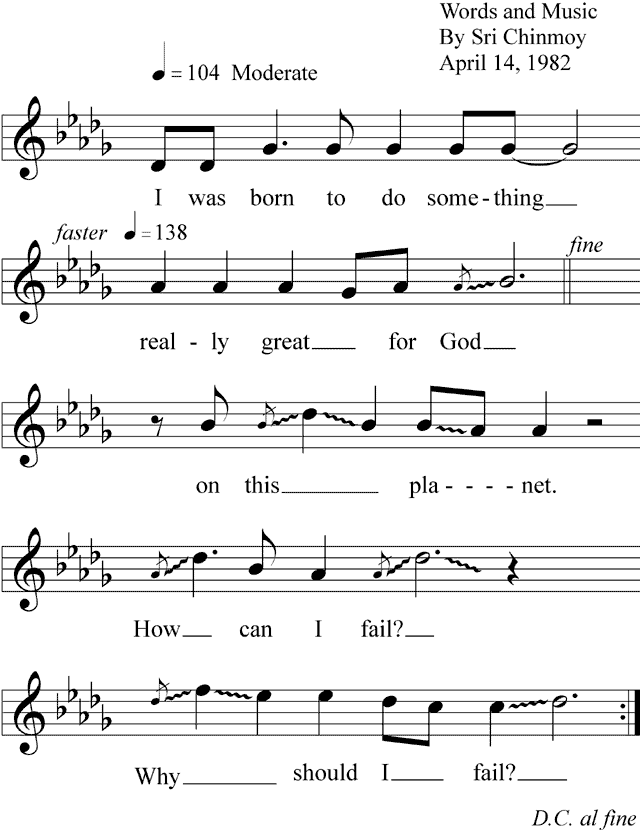 Words and Music
By Sri Chinmoy
April 14, 1982
= 104 Moderate
I was born to do some-thing
faster = 138
fine
real - ly great for God
on this pla - - - - net.
How can I fail?
Why should I fail?
D.C. al fine